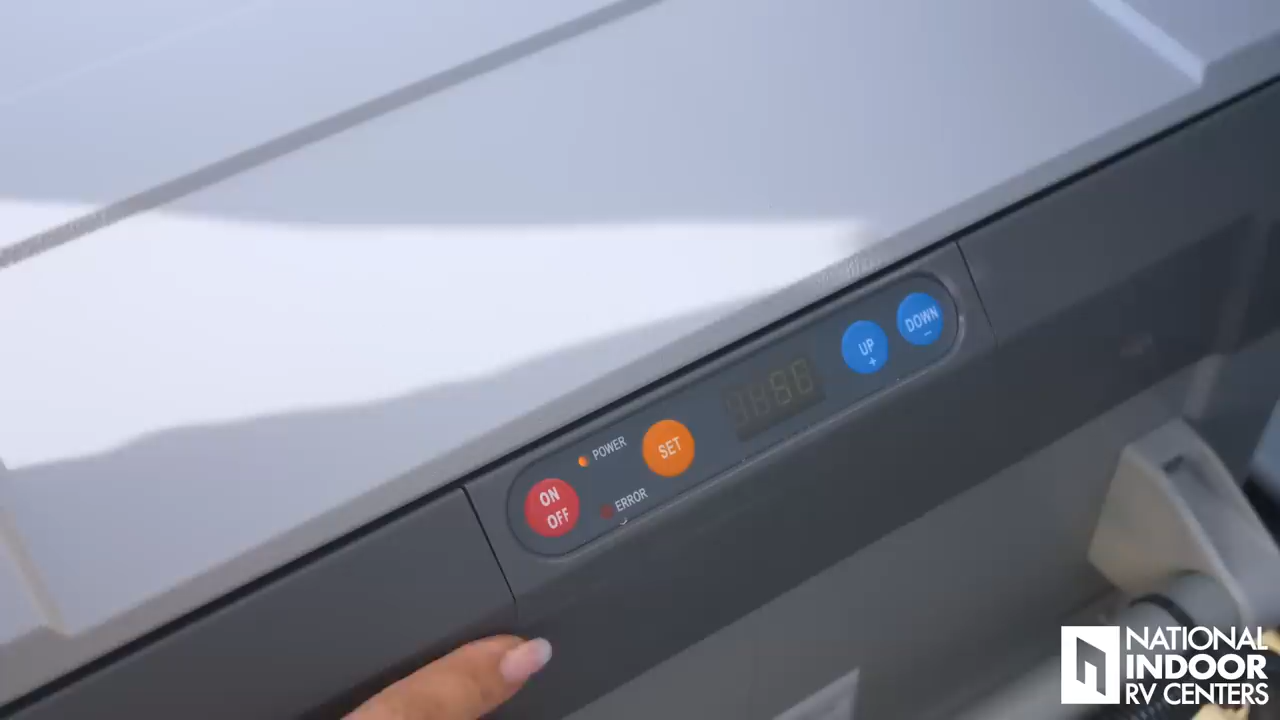 ON
OFF
POWER
ERROR
SET
UP
+
DOWN
-
NATIONAL
INDOOR
RV CENTERS